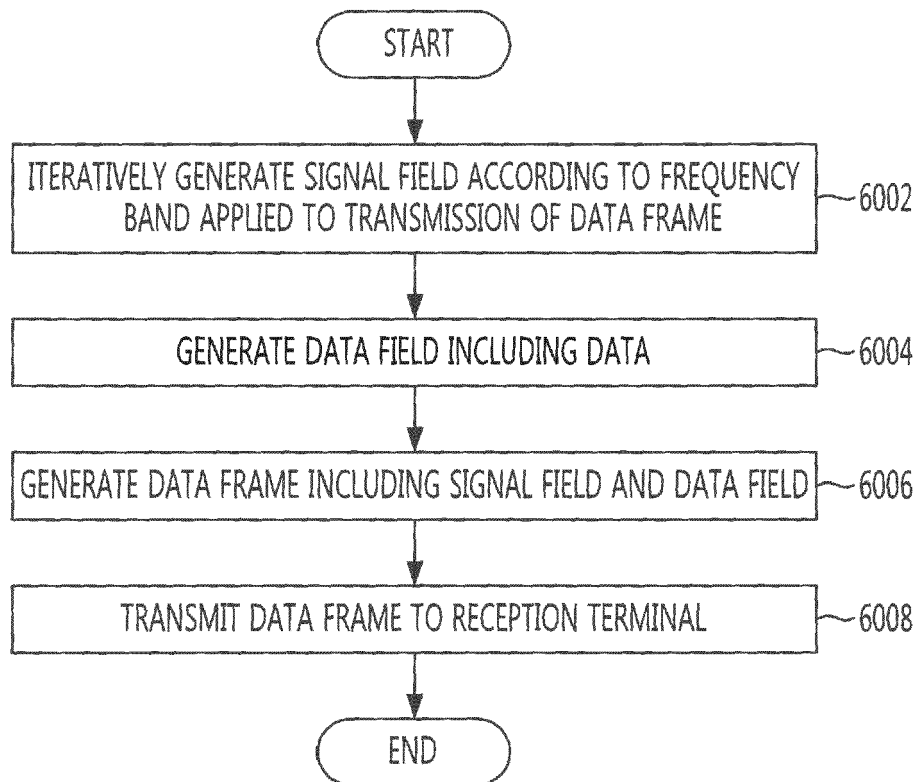 START
ITERATIVELY GENERATE SIGNAL FIELD ACCORDING TO FREQUENCY
BAND APPLIED TO TRANSMISSION OF DATA FRAME
6002
GENERATE DATA FIELD INCLUDING DATA
6004
GENERATE DATA FRAME INCLUDING SIGNAL FIELD AND DATA FIELD
6006
TRANSMIT DATA FRAME TO RECEPTION TERMINAL
6008
END